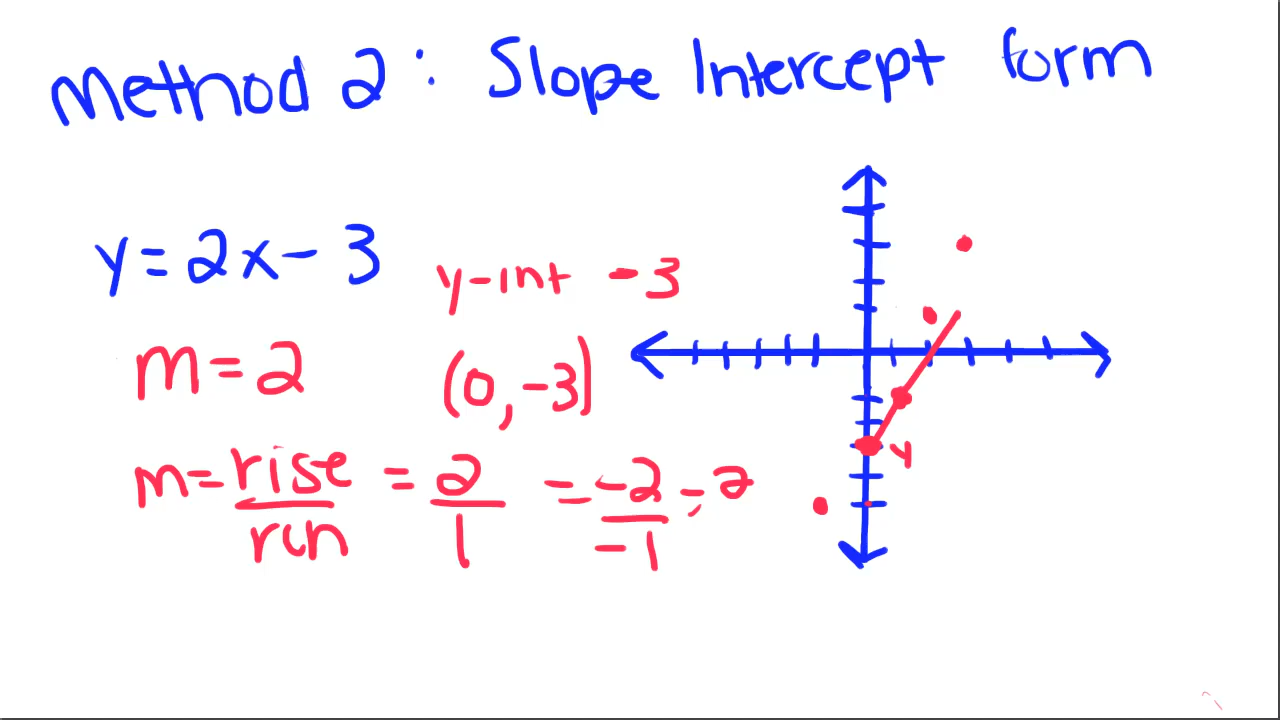 Method 2: Slope Intercept form
y = 2x - 3
y-int -3
m = 2
(0, -3)
m = rise/run = 2/1 = -2/-1 = 2
y